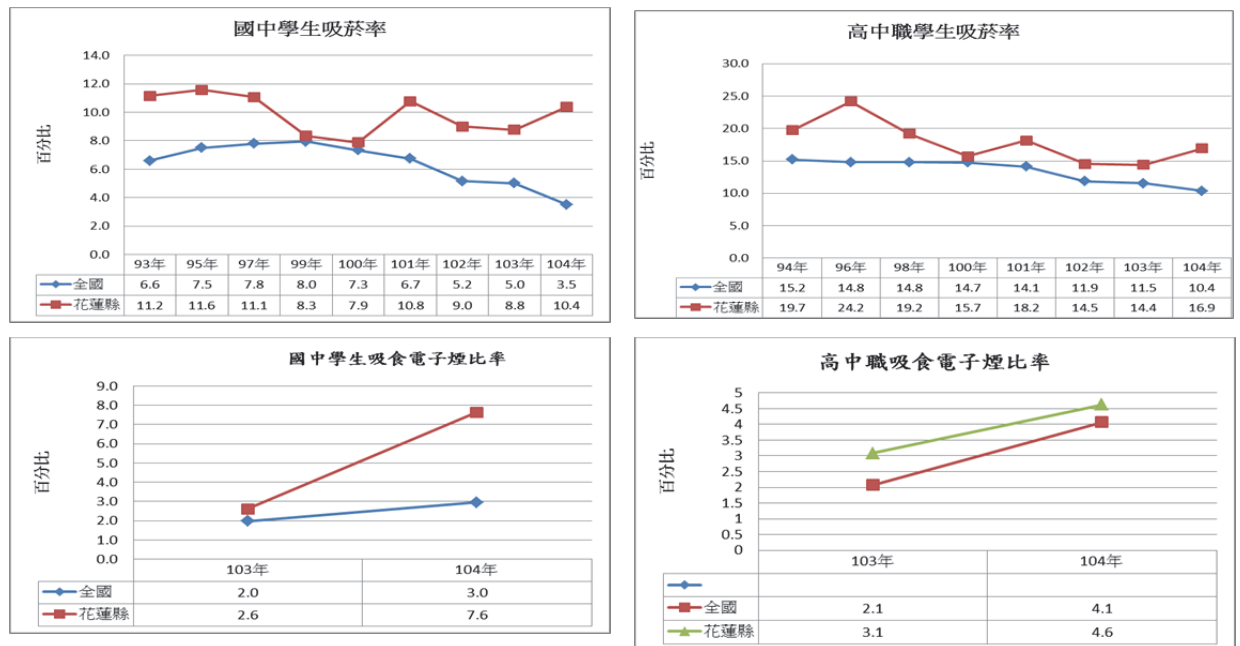 國中學生吸菸率
百分比
14.0
12.0
10.0
8.0
6.0
4.0
2.0
0.0
93年 95年 97年 99年 100年 101年 102年 103年 104年
全國 6.6 7.5 7.8 8.0 7.3 6.7 5.2 5.0 3.5
花蓮縣 11.2 11.6 11.1 8.3 7.9 10.8 9.0 8.8 10.4
高中職學生吸菸率
百分比
30.0
25.0
20.0
15.0
10.0
5.0
0.0
94年 96年 98年 100年 101年 102年 103年 104年
全國 15.2 14.8 14.8 14.7 14.1 11.9 11.5 10.4
花蓮縣 19.7 24.2 19.2 15.7 18.2 14.5 14.4 16.9
國中學生吸食電子煙比率
百分比
9.0
8.0
7.0
6.0
5.0
4.0
3.0
2.0
1.0
0.0
103年 104年
全國 2.0 3.0
花蓮縣 2.6 7.6
高中職吸食電子煙比率
百分比
5
4.5
4
3.5
3
2.5
2
1.5
1
0.5
0
103年 104年
全國 2.1 4.1
花蓮縣 3.1 4.6